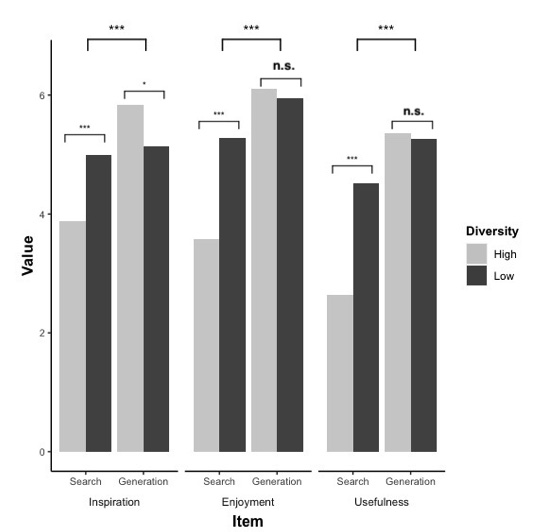 *** *** ***
n.s.
* n.s.
*** *** ***
6
4
2
0
Value
Diversity
High
Low
Search Generation Search Generation Search Generation
Inspiration Enjoyment Usefulness
Item